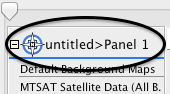 untitled>Panel 1
Default Background Maps
MTSAT Satellite Data (All B.